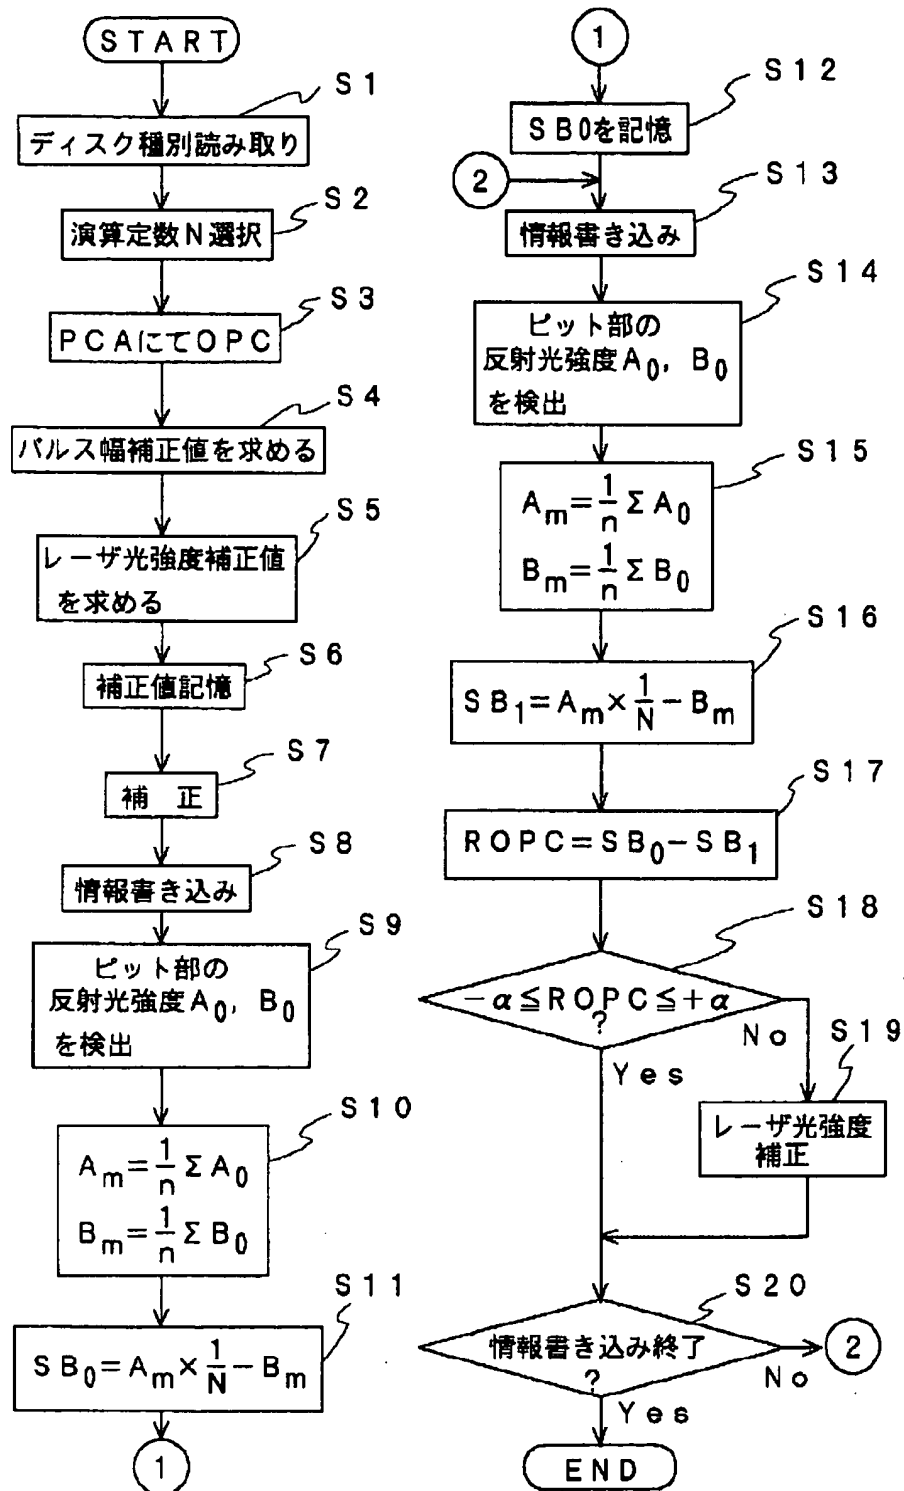 START
S1
ディスク種別読み取り
S2
演算定数N選択
S3
PCAにてOPC
S4
パルス幅補正値を求める
S5
レーザ光強度補正値
を求める
S6
補正値記憶
S7
補 正
S8
情報書き込み
S9
ピット部の
反射光強度A₀, B₀
を検出
S10
Aₘ=1/n ΣA₀
Bₘ=1/n ΣB₀
S11
SB₀=Aₘ×1/N−Bₘ
1
1
S12
SB0を記憶
2
S13
情報書き込み
S14
ピット部の
反射光強度A₀, B₀
を検出
S15
Aₘ=1/n ΣA₀
Bₘ=1/n ΣB₀
S16
SB₁=Aₘ×1/N−Bₘ
S17
ROPC=SB₀−SB₁
S18
−α≦ROPC≦+α
?
No
Yes
S19
レーザ光強度
補正
S20
情報書き込み終了
?
No
2
Yes
END